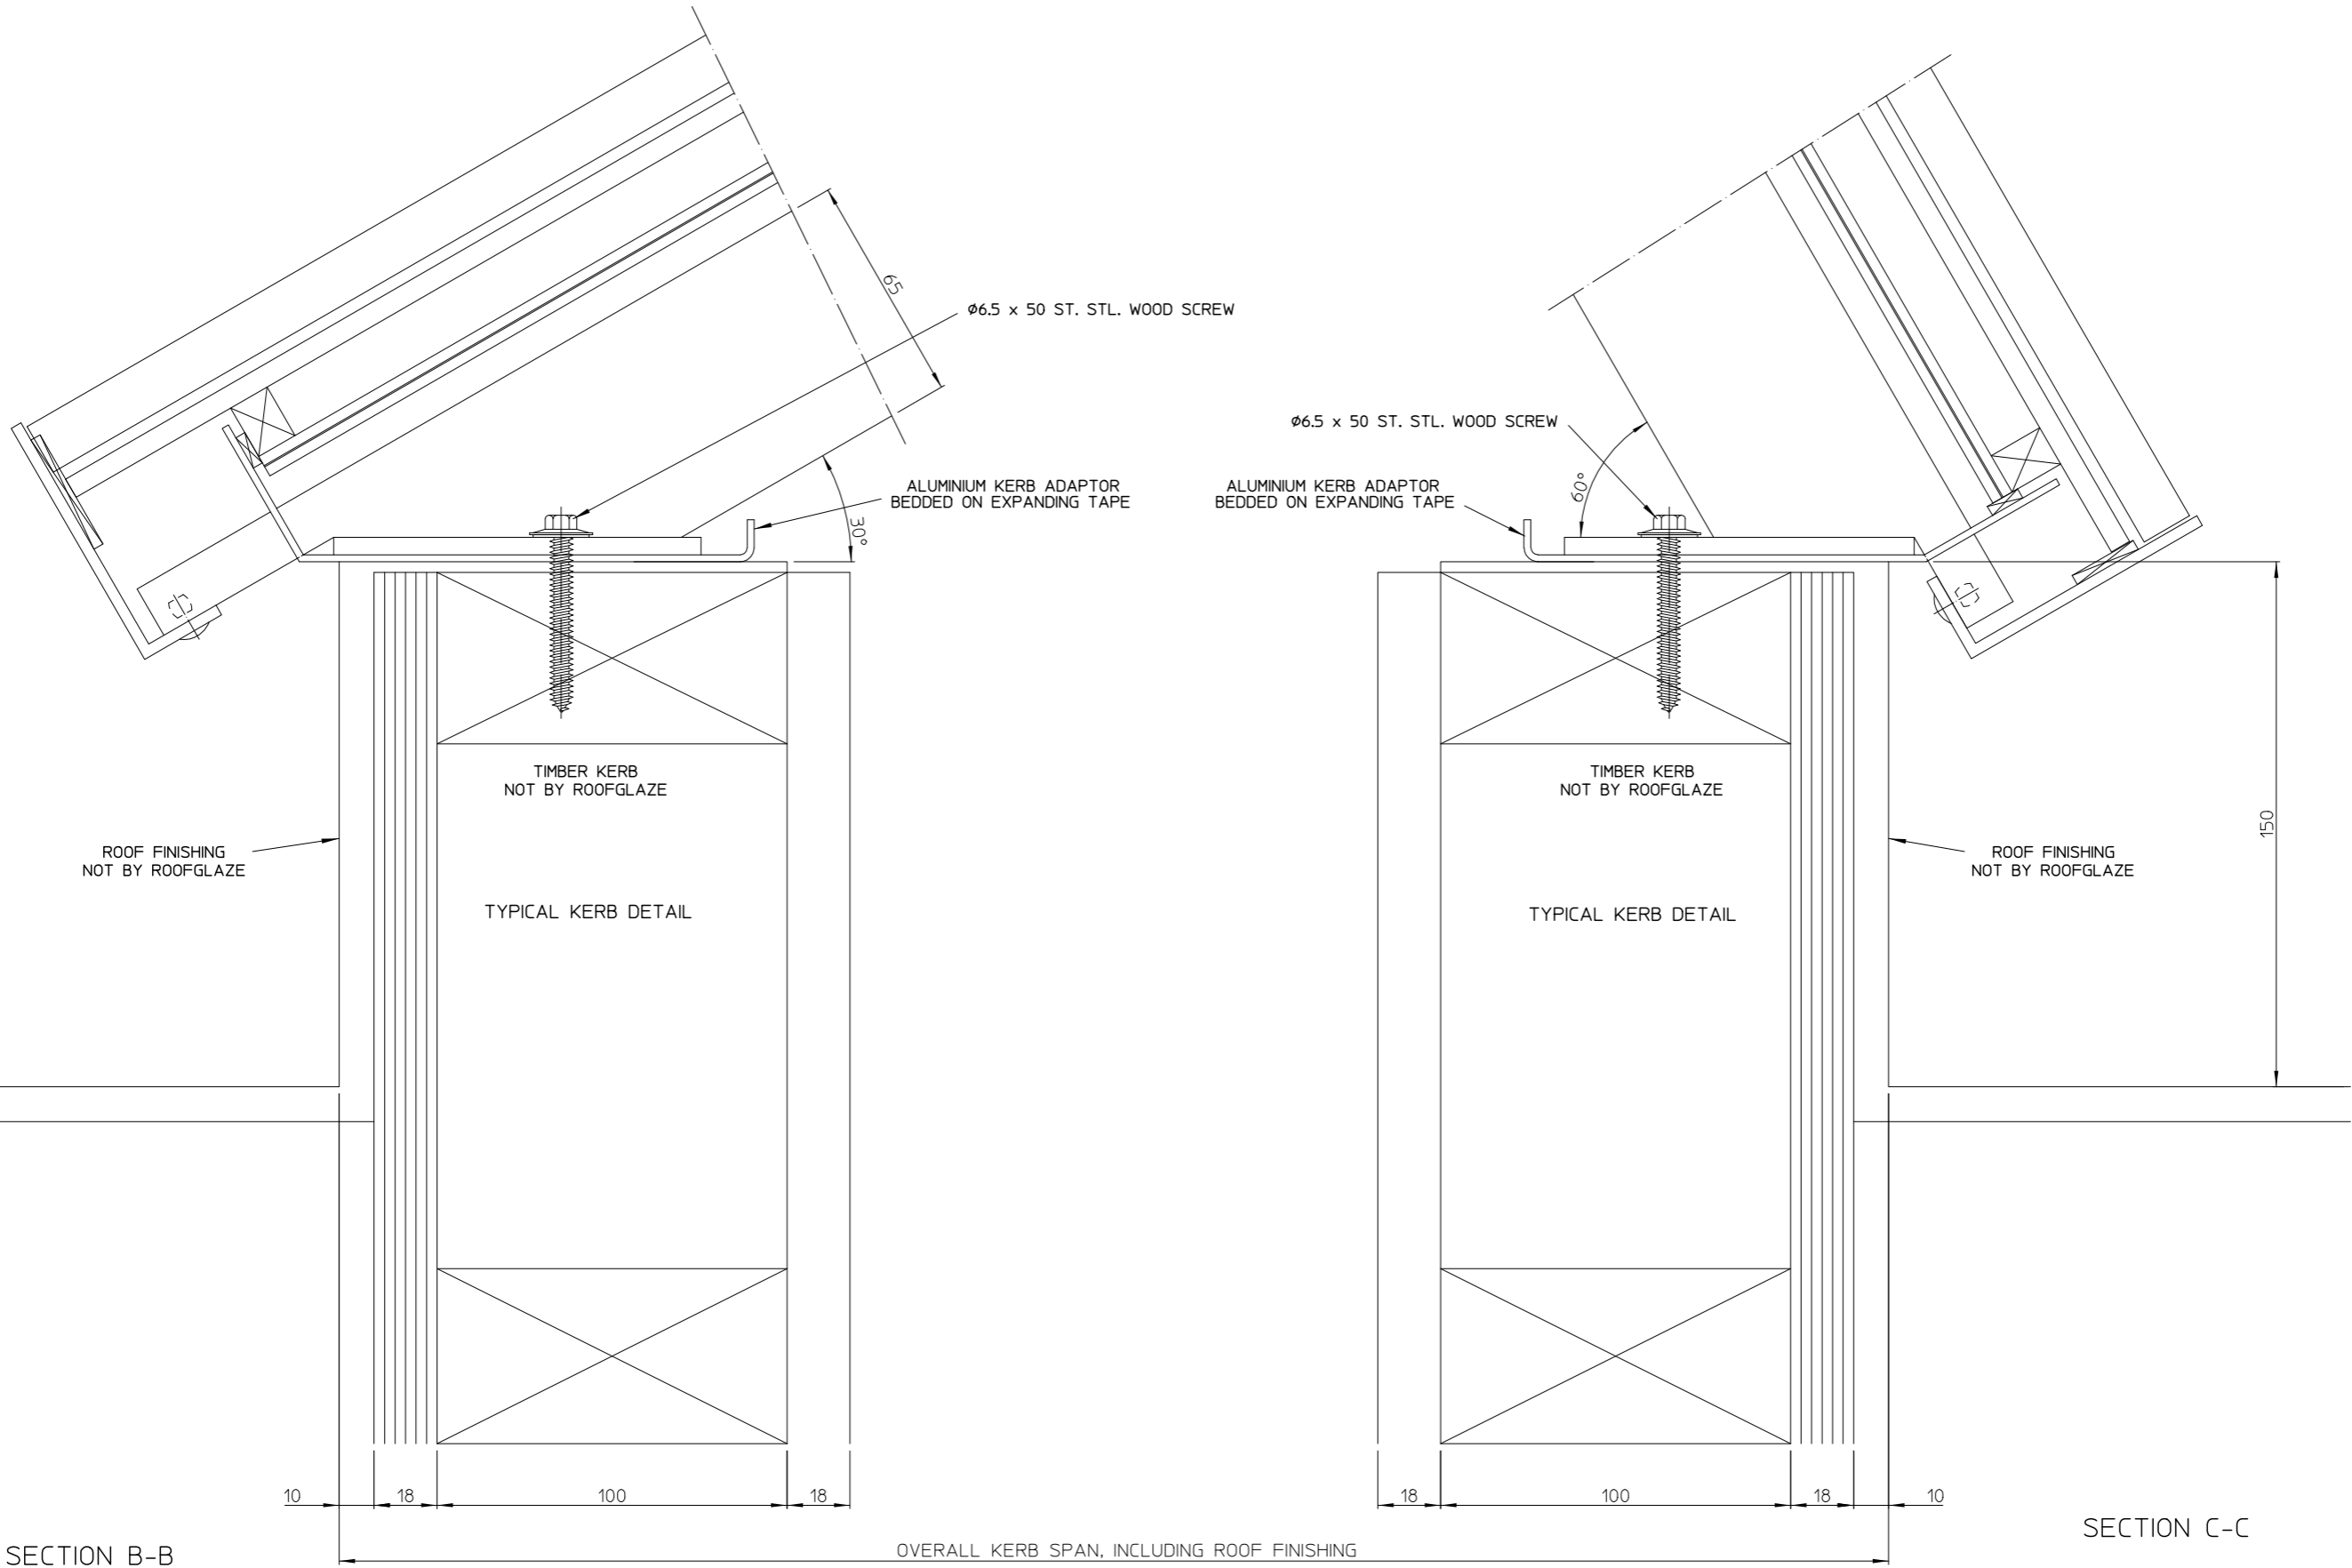 65
Ø6.5 x 50 ST. STL. WOOD SCREW
ALUMINIUM KERB ADAPTOR
BEDDED ON EXPANDING TAPE
30°
TIMBER KERB
NOT BY ROOFGLAZE
ROOF FINISHING
NOT BY ROOFGLAZE
TYPICAL KERB DETAIL
10
18
100
18
SECTION B-B
Ø6.5 x 50 ST. STL. WOOD SCREW
60°
ALUMINIUM KERB ADAPTOR
BEDDED ON EXPANDING TAPE
TIMBER KERB
NOT BY ROOFGLAZE
150
ROOF FINISHING
NOT BY ROOFGLAZE
TYPICAL KERB DETAIL
18
100
18
10
SECTION C-C
OVERALL KERB SPAN, INCLUDING ROOF FINISHING